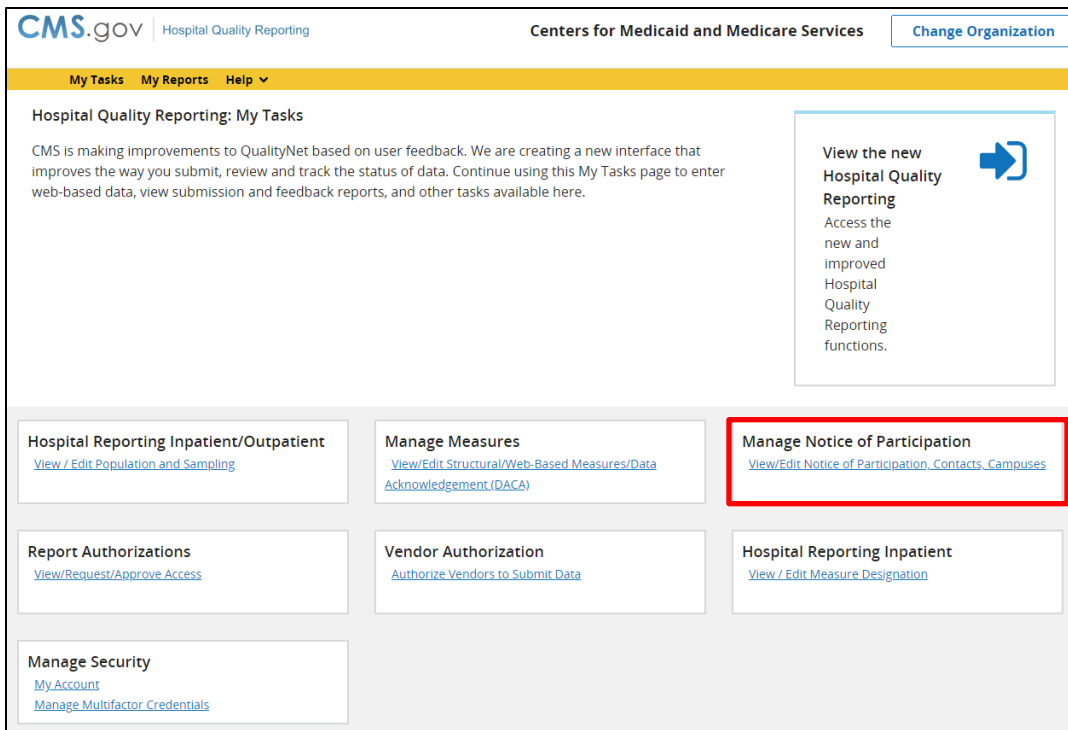 CMS.gov | Hospital Quality Reporting
Centers for Medicaid and Medicare Services
Change Organization
My Tasks My Reports Help
Hospital Quality Reporting: My Tasks
CMS is making improvements to QualityNet based on user feedback. We are creating a new interface that
improves the way you submit, review and track the status of data. Continue using this My Tasks page to enter
web-based data, view submission and feedback reports, and other tasks available here.
View the new
Hospital Quality
Reporting
Access the
new and
improved
Hospital
Quality
Reporting
functions.
Hospital Reporting Inpatient/Outpatient
View / Edit Population and Sampling
Manage Measures
View/Edit Structural/Web-Based Measures/Data
Acknowledgement (DACA)
Manage Notice of Participation
View/Edit Notice of Participation, Contacts, Campuses
Report Authorizations
View/Request/Approve Access
Vendor Authorization
Authorize Vendors to Submit Data
Hospital Reporting Inpatient
View / Edit Measure Designation
Manage Security
My Account
Manage Multifactor Credentials